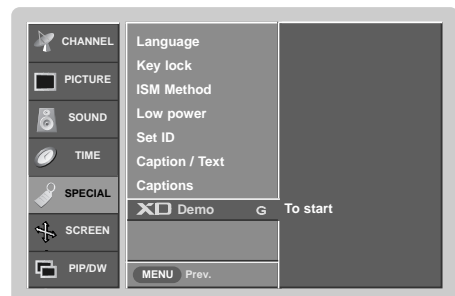 CHANNEL
PICTURE
SOUND
TIME
SPECIAL
SCREEN
PIP/DW
Language
Key lock
ISM Method
Low power
Set ID
Caption / Text
Captions
XD Demo G To start
MENU Prev.